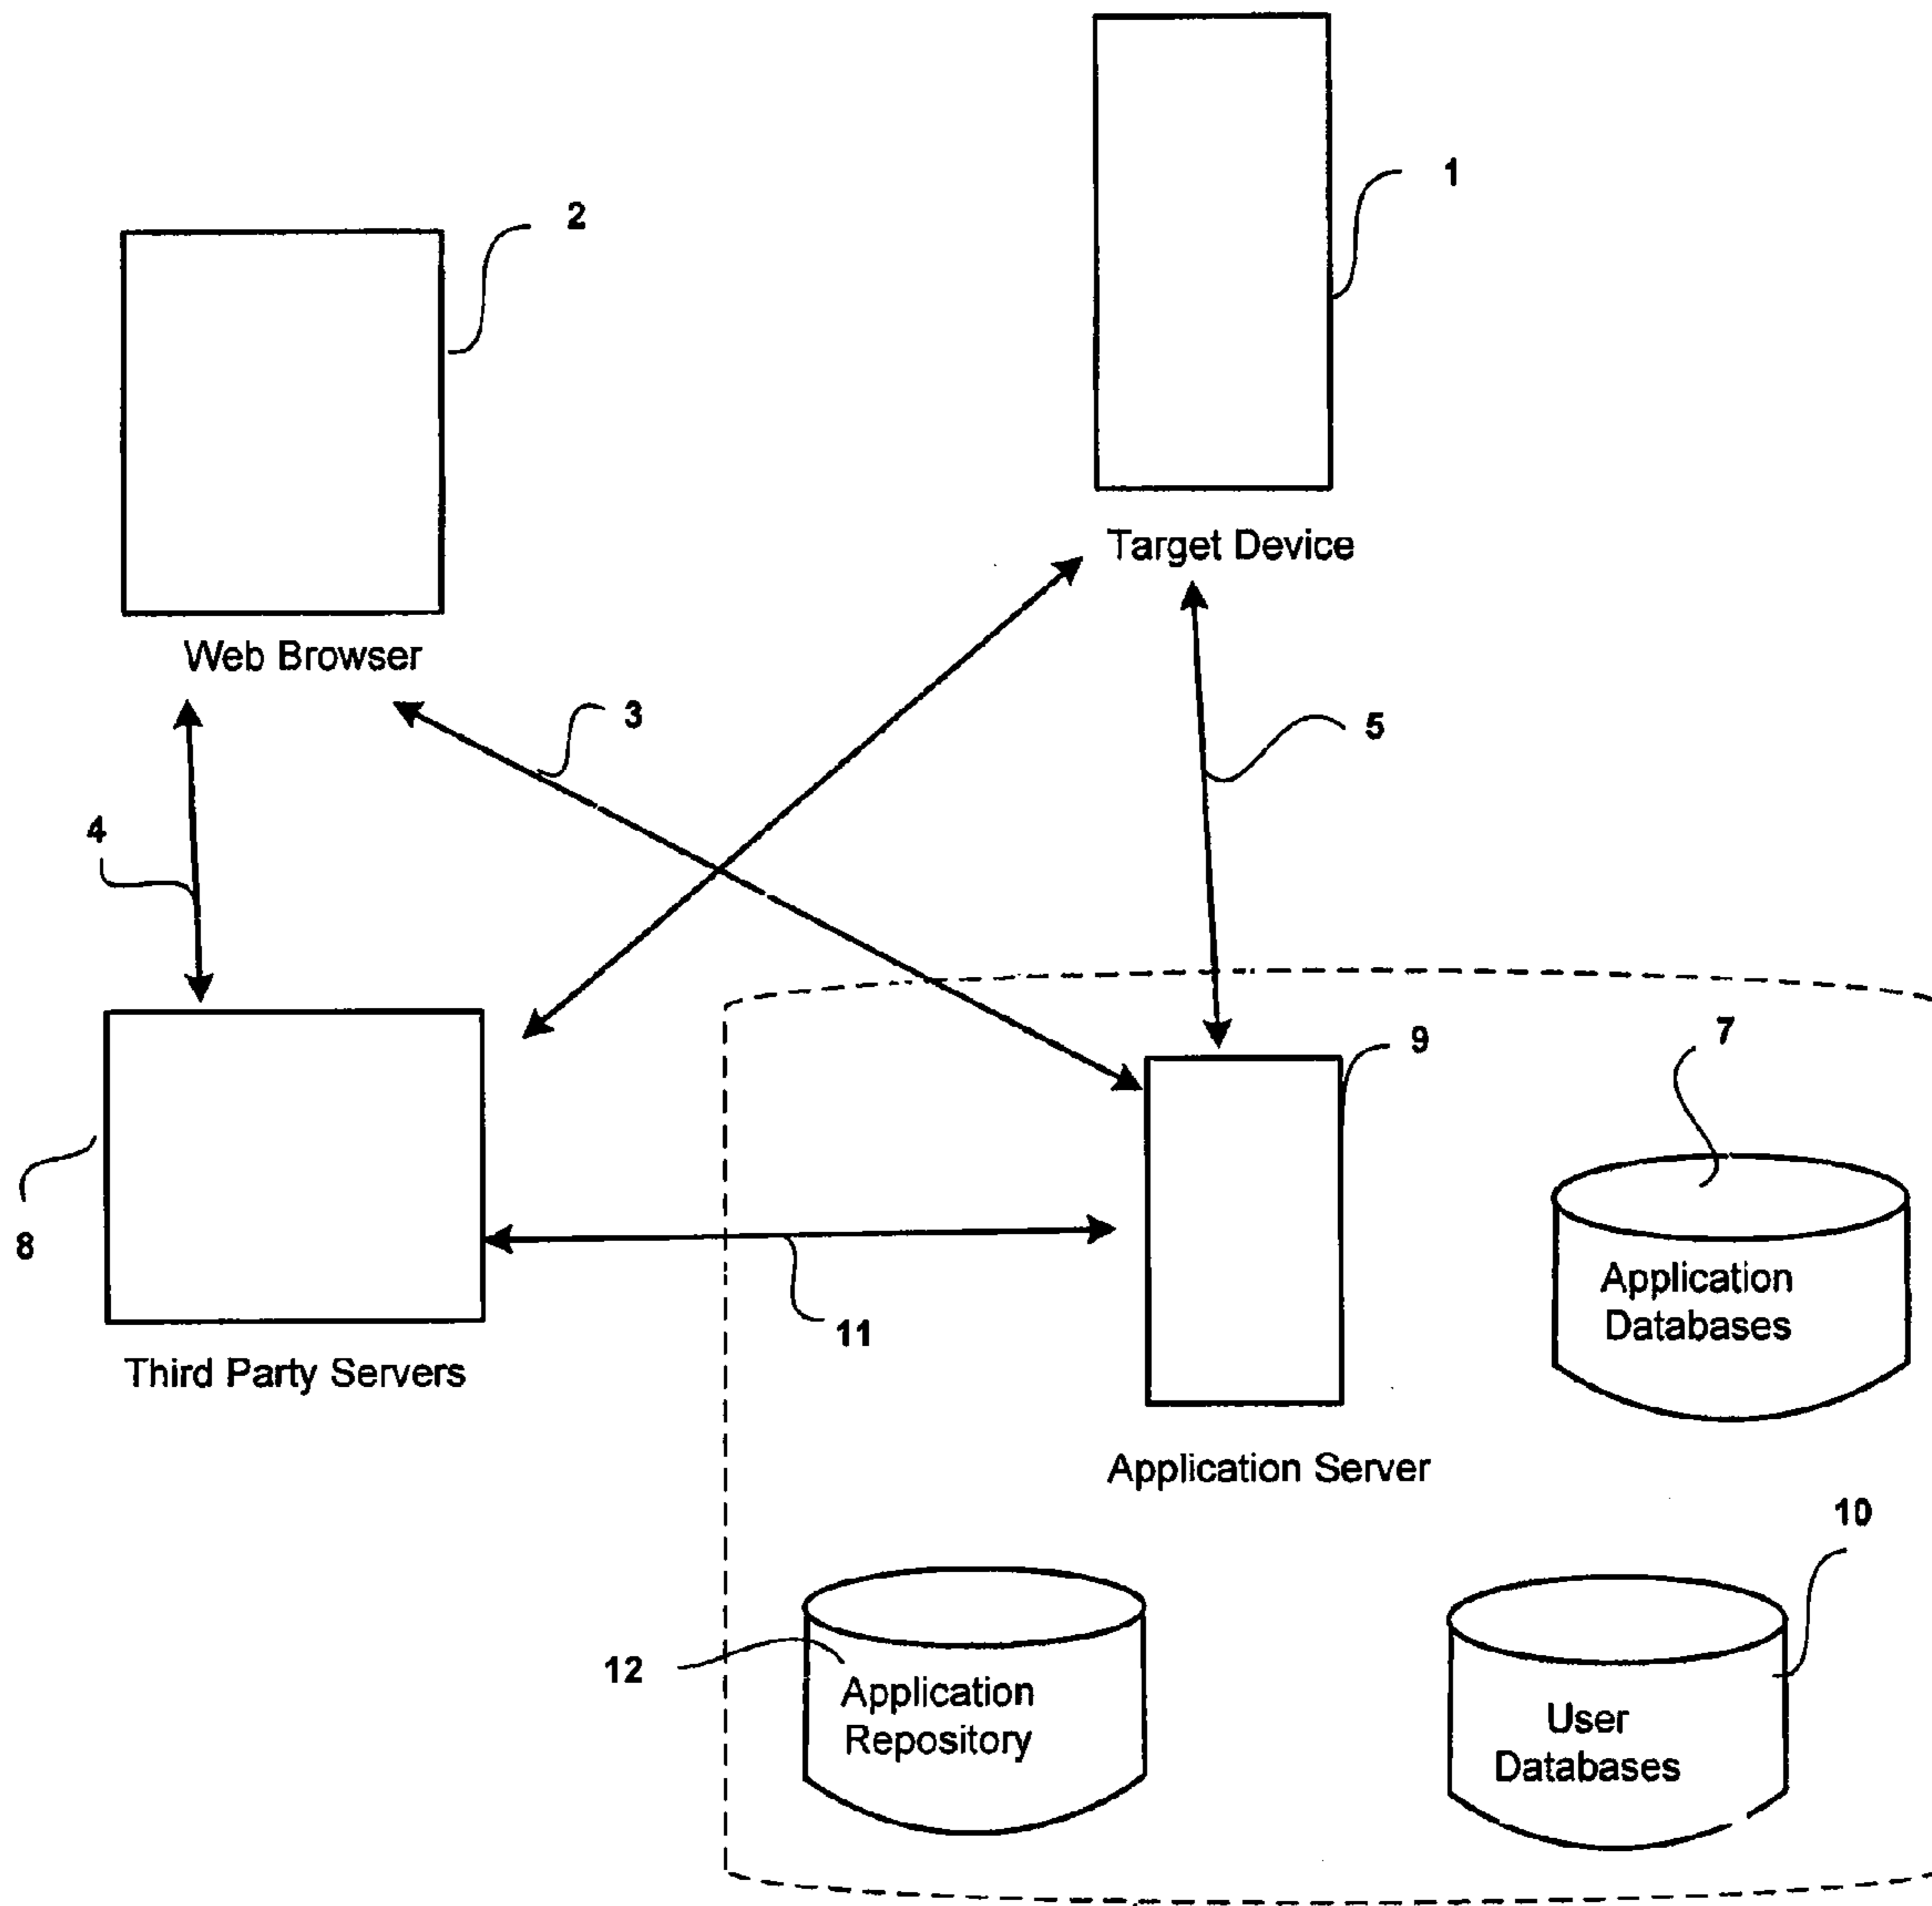 1
2
Target Device
Web Browser
3
5
4
9
7
8
Application
Databases
11
Third Party Servers
Application Server
10
12
Application
Repository
User
Databases